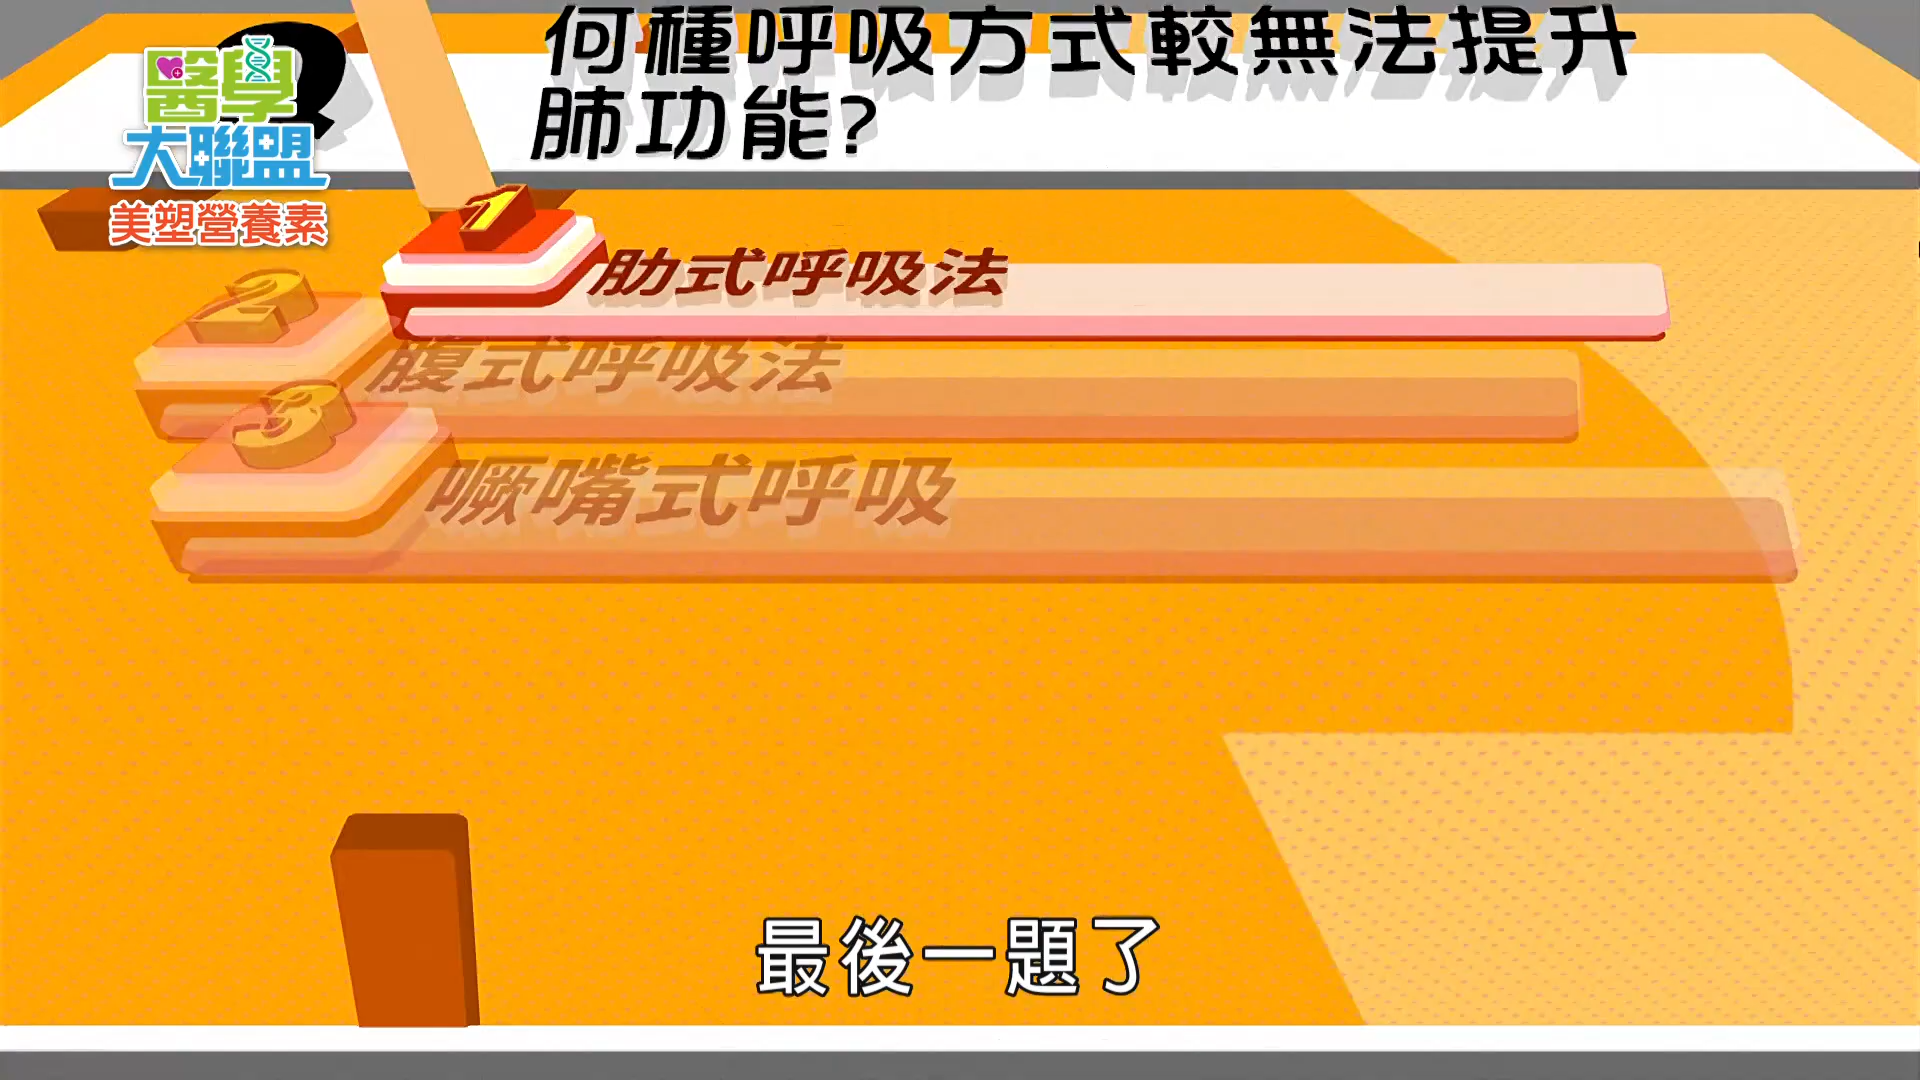 何種呼吸方式較無法提升
肺功能?
醫學
大聯盟
美塑營養素
1 肋式呼吸法
2 腹式呼吸法
3 噘嘴式呼吸
最後一題了